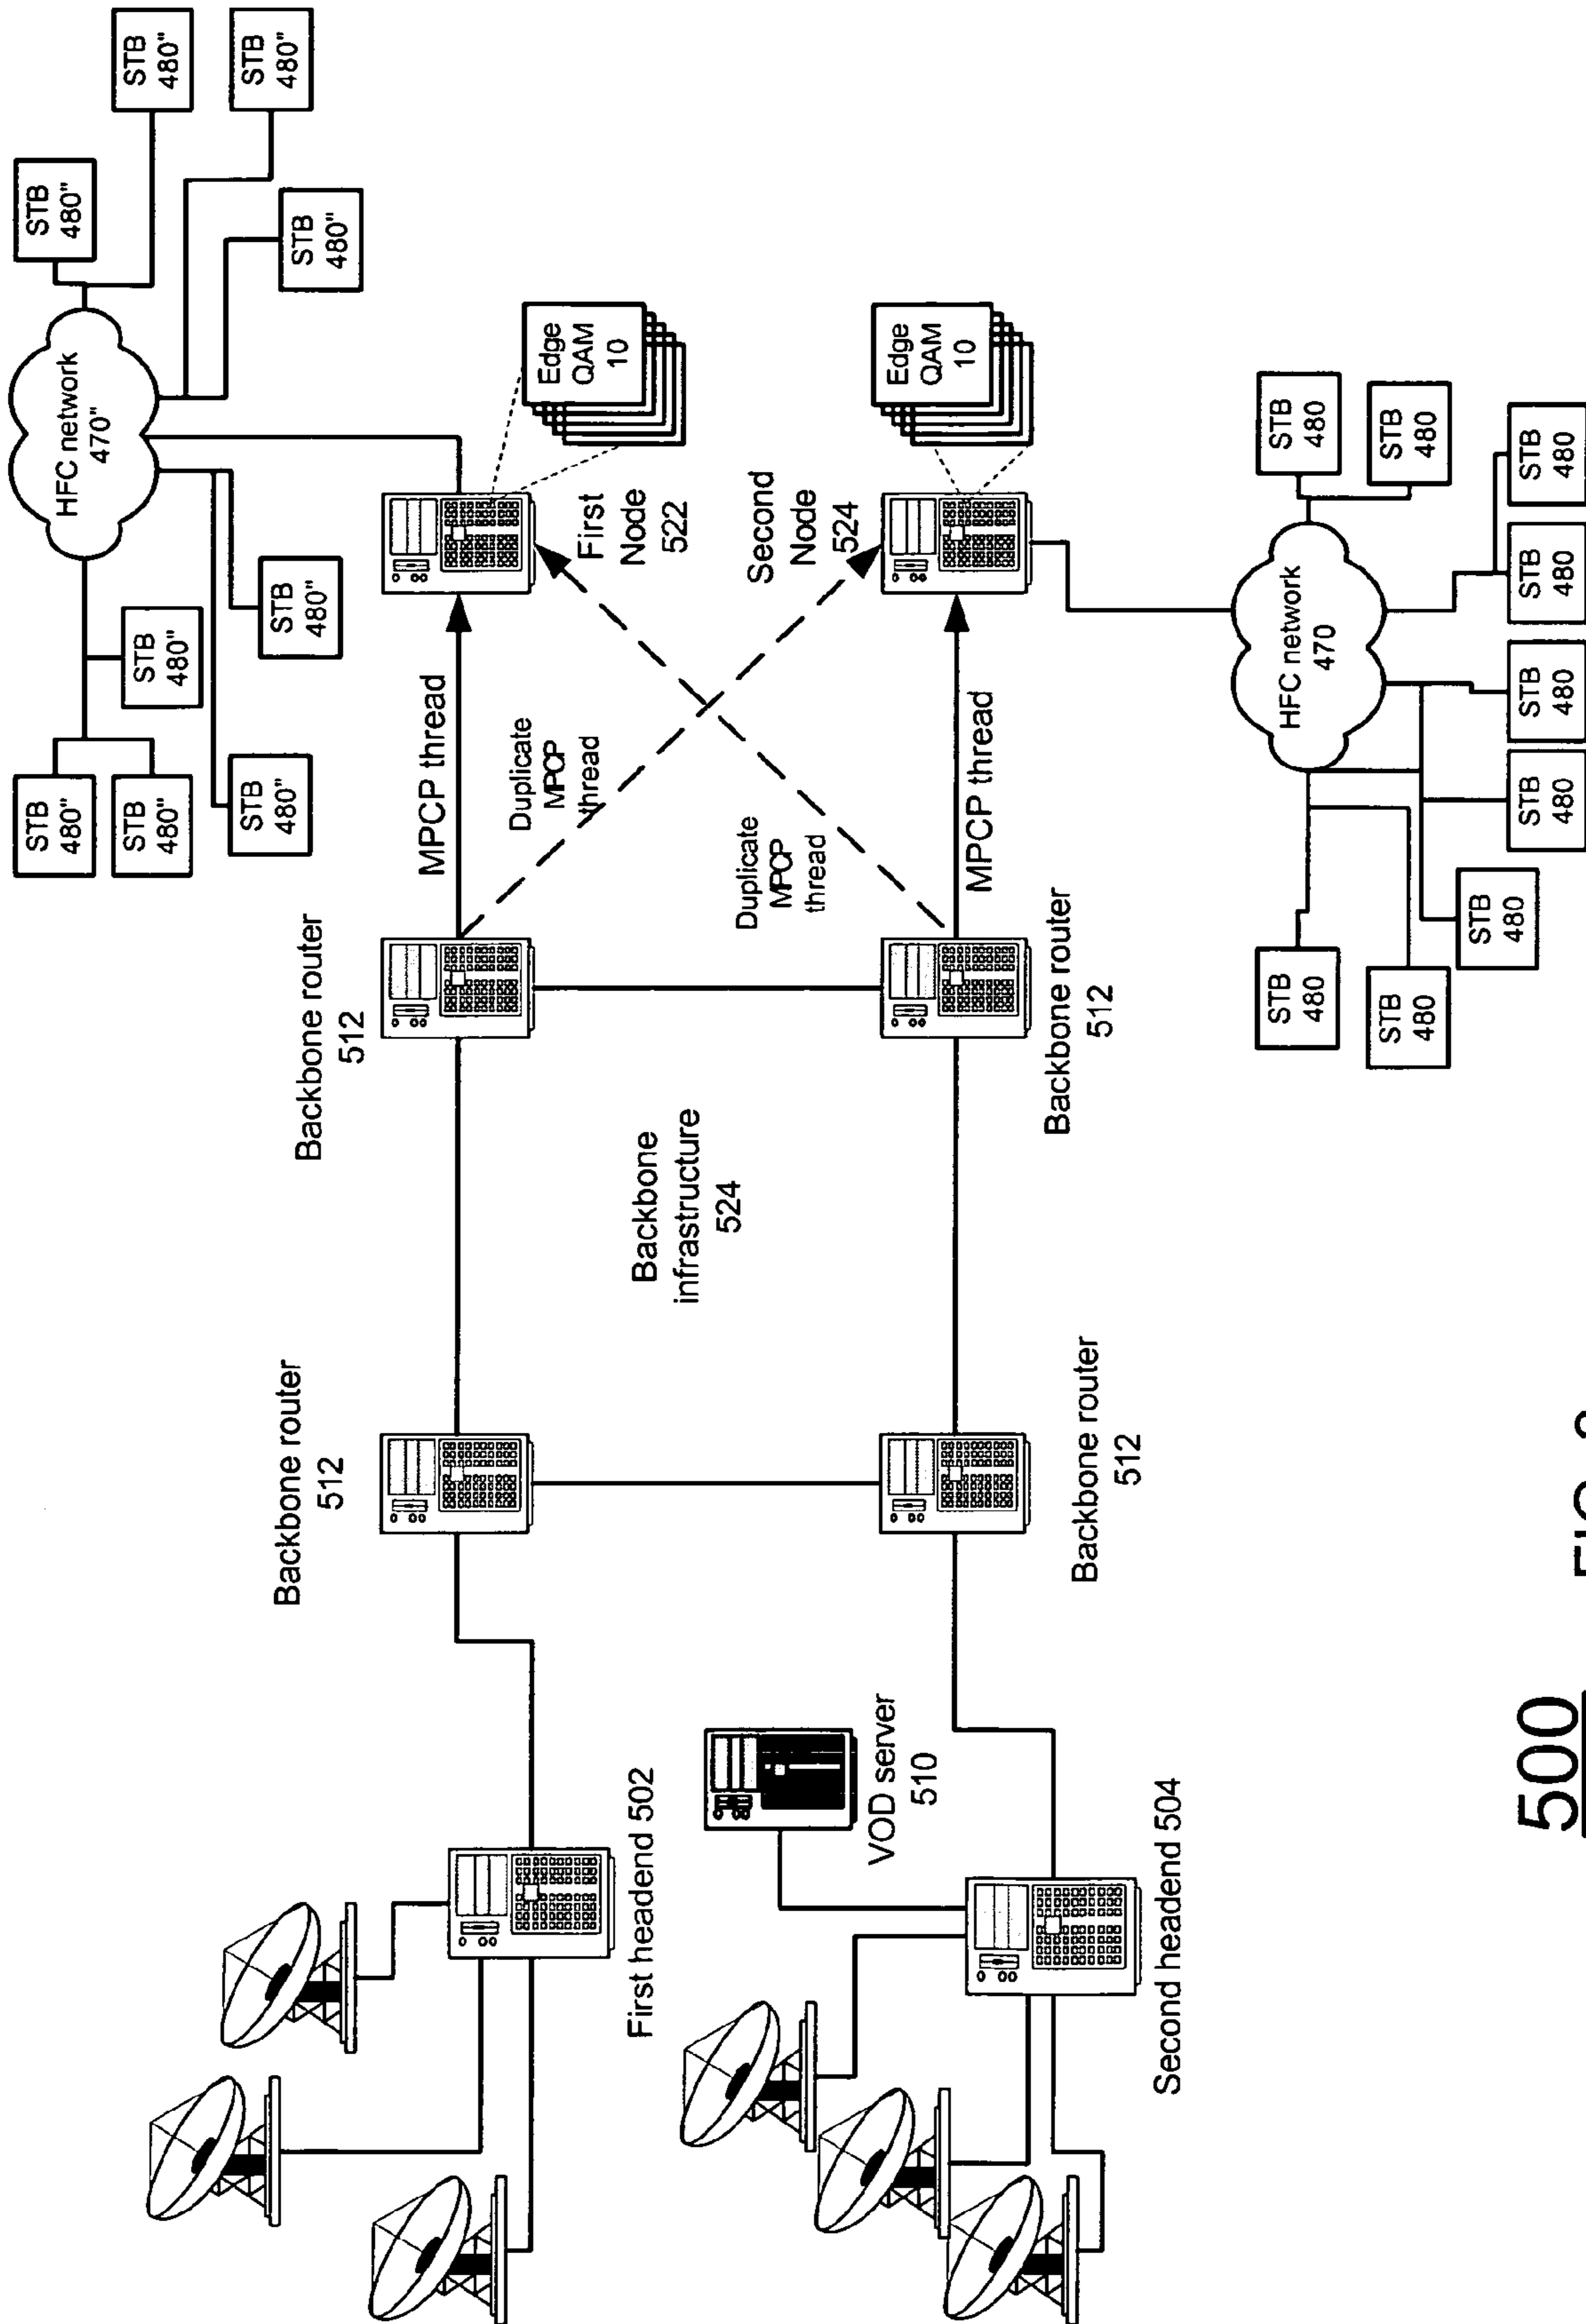 STB
480"
STB
480"
STB
480"
STB
480"
STB
480"
STB
480"
STB
480"
STB
480"
STB
480"
HFC network
470"
Backbone router
512
Backbone router
512
MPCP thread
Duplicate
MPCP
thread
First
Node
522
Edge
QAM
10
First headend 502
Backbone
infrastructure
524
Duplicate
MPCP
thread
Second
Node
524
Edge
QAM
10
VOD server
510
MPCP thread
Backbone router
512
Backbone router
512
Second headend 504
HFC network
470
STB
480
STB
480
STB
480
STB
480
STB
480
STB
480
STB
480
STB
480
STB
480
500
FIG.